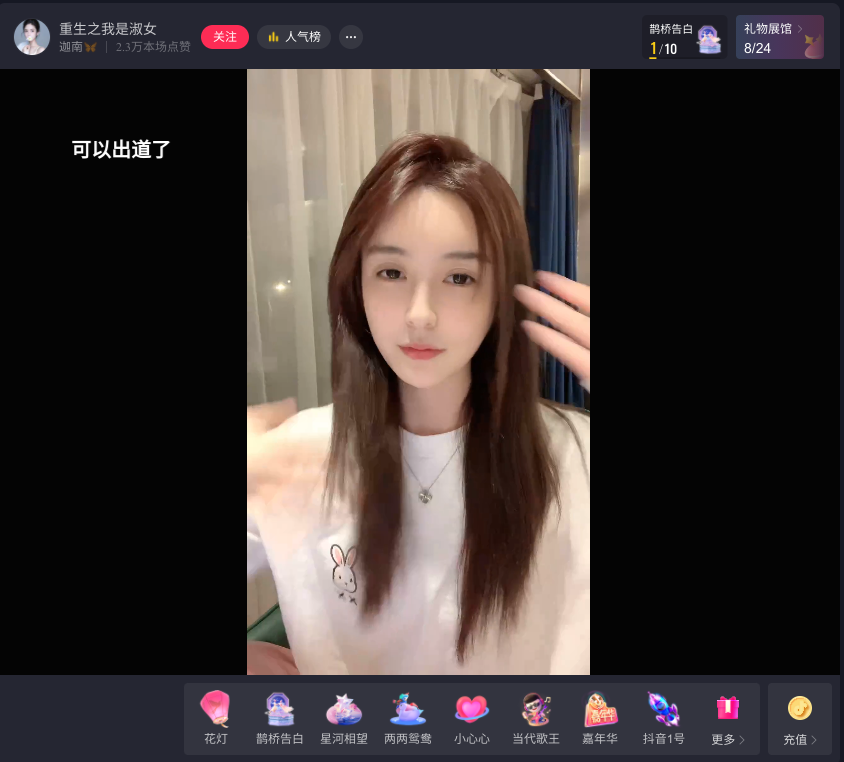 重生之我是淑女
迦南
2.3万本场点赞
关注
人气榜
鹊桥告白
1/10
礼物展馆
8/24
可以出道了
花灯
鹊桥告白
星河相望
两两鸳鸯
小心心
当代歌王
嘉年华
抖音1号
更多
充值